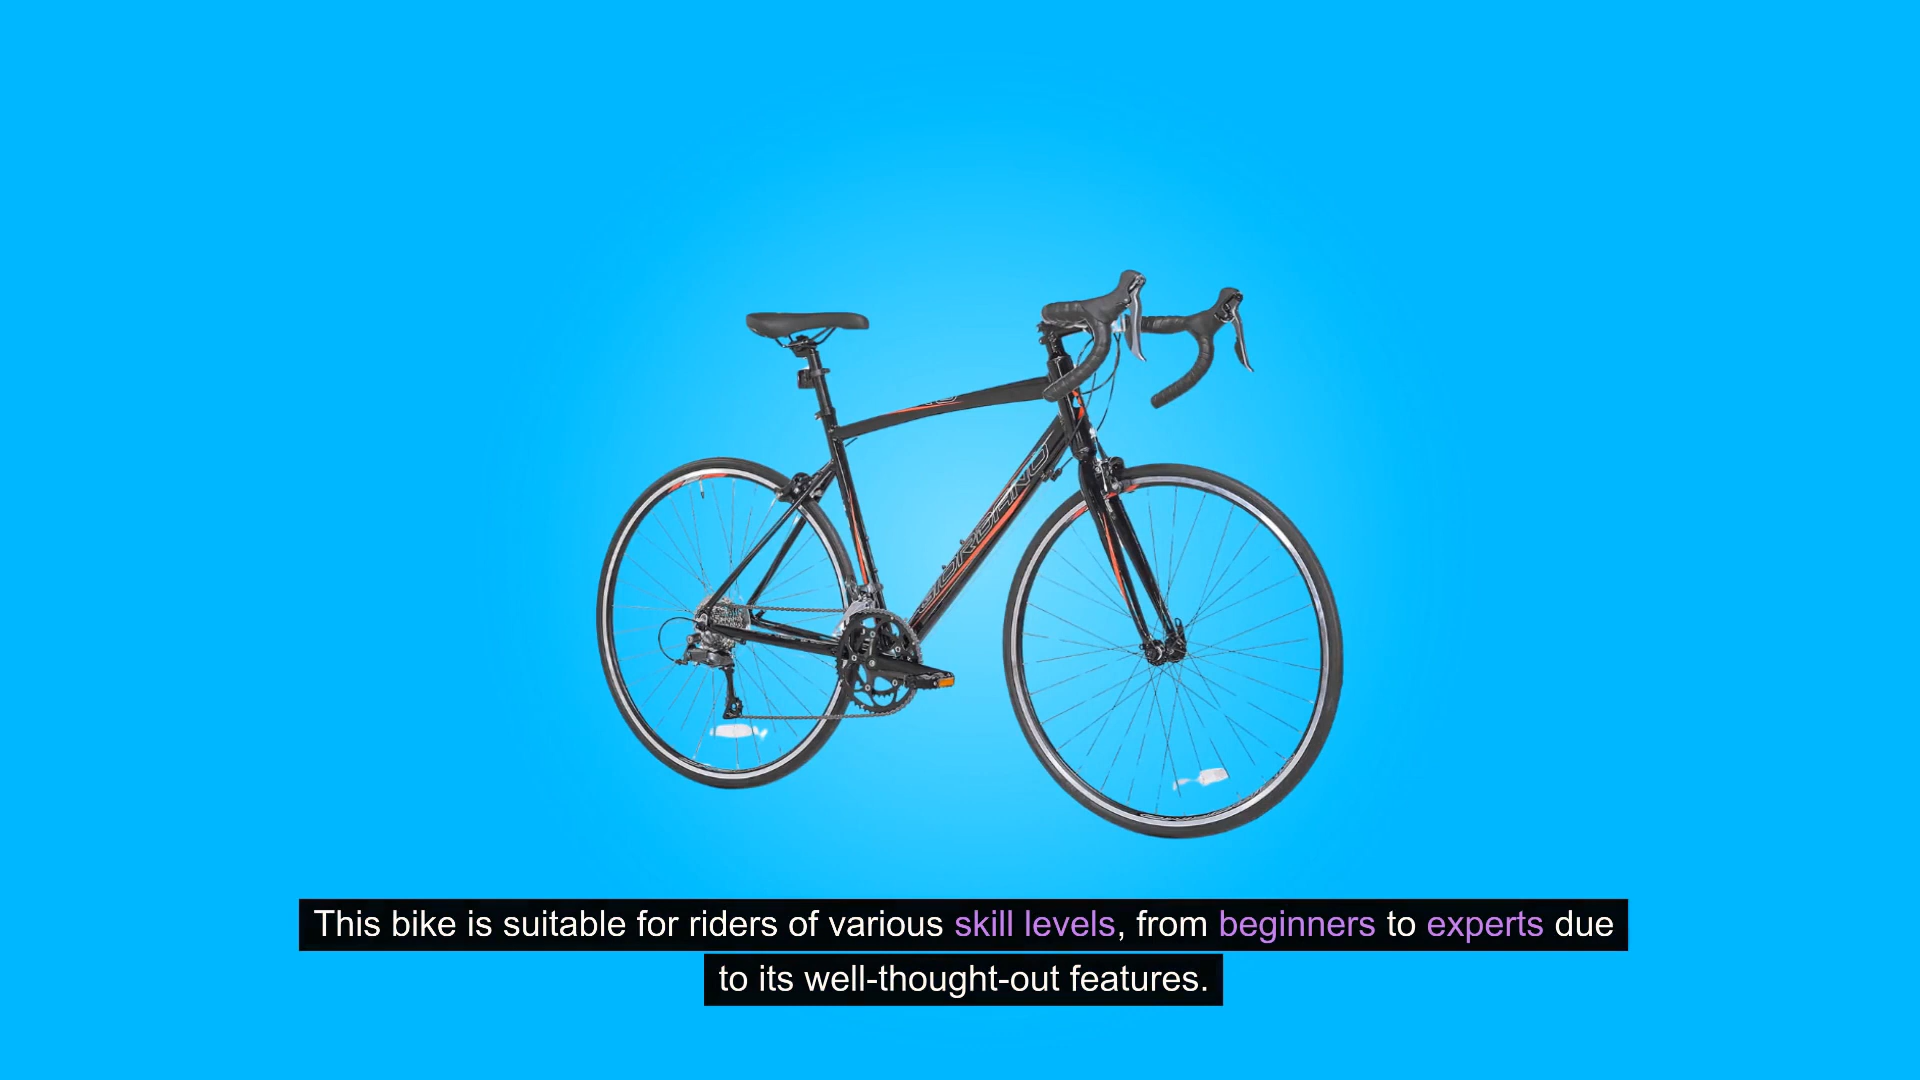 GIORDANO
This bike is suitable for riders of various skill levels, from beginners to experts due
to its well-thought-out features.